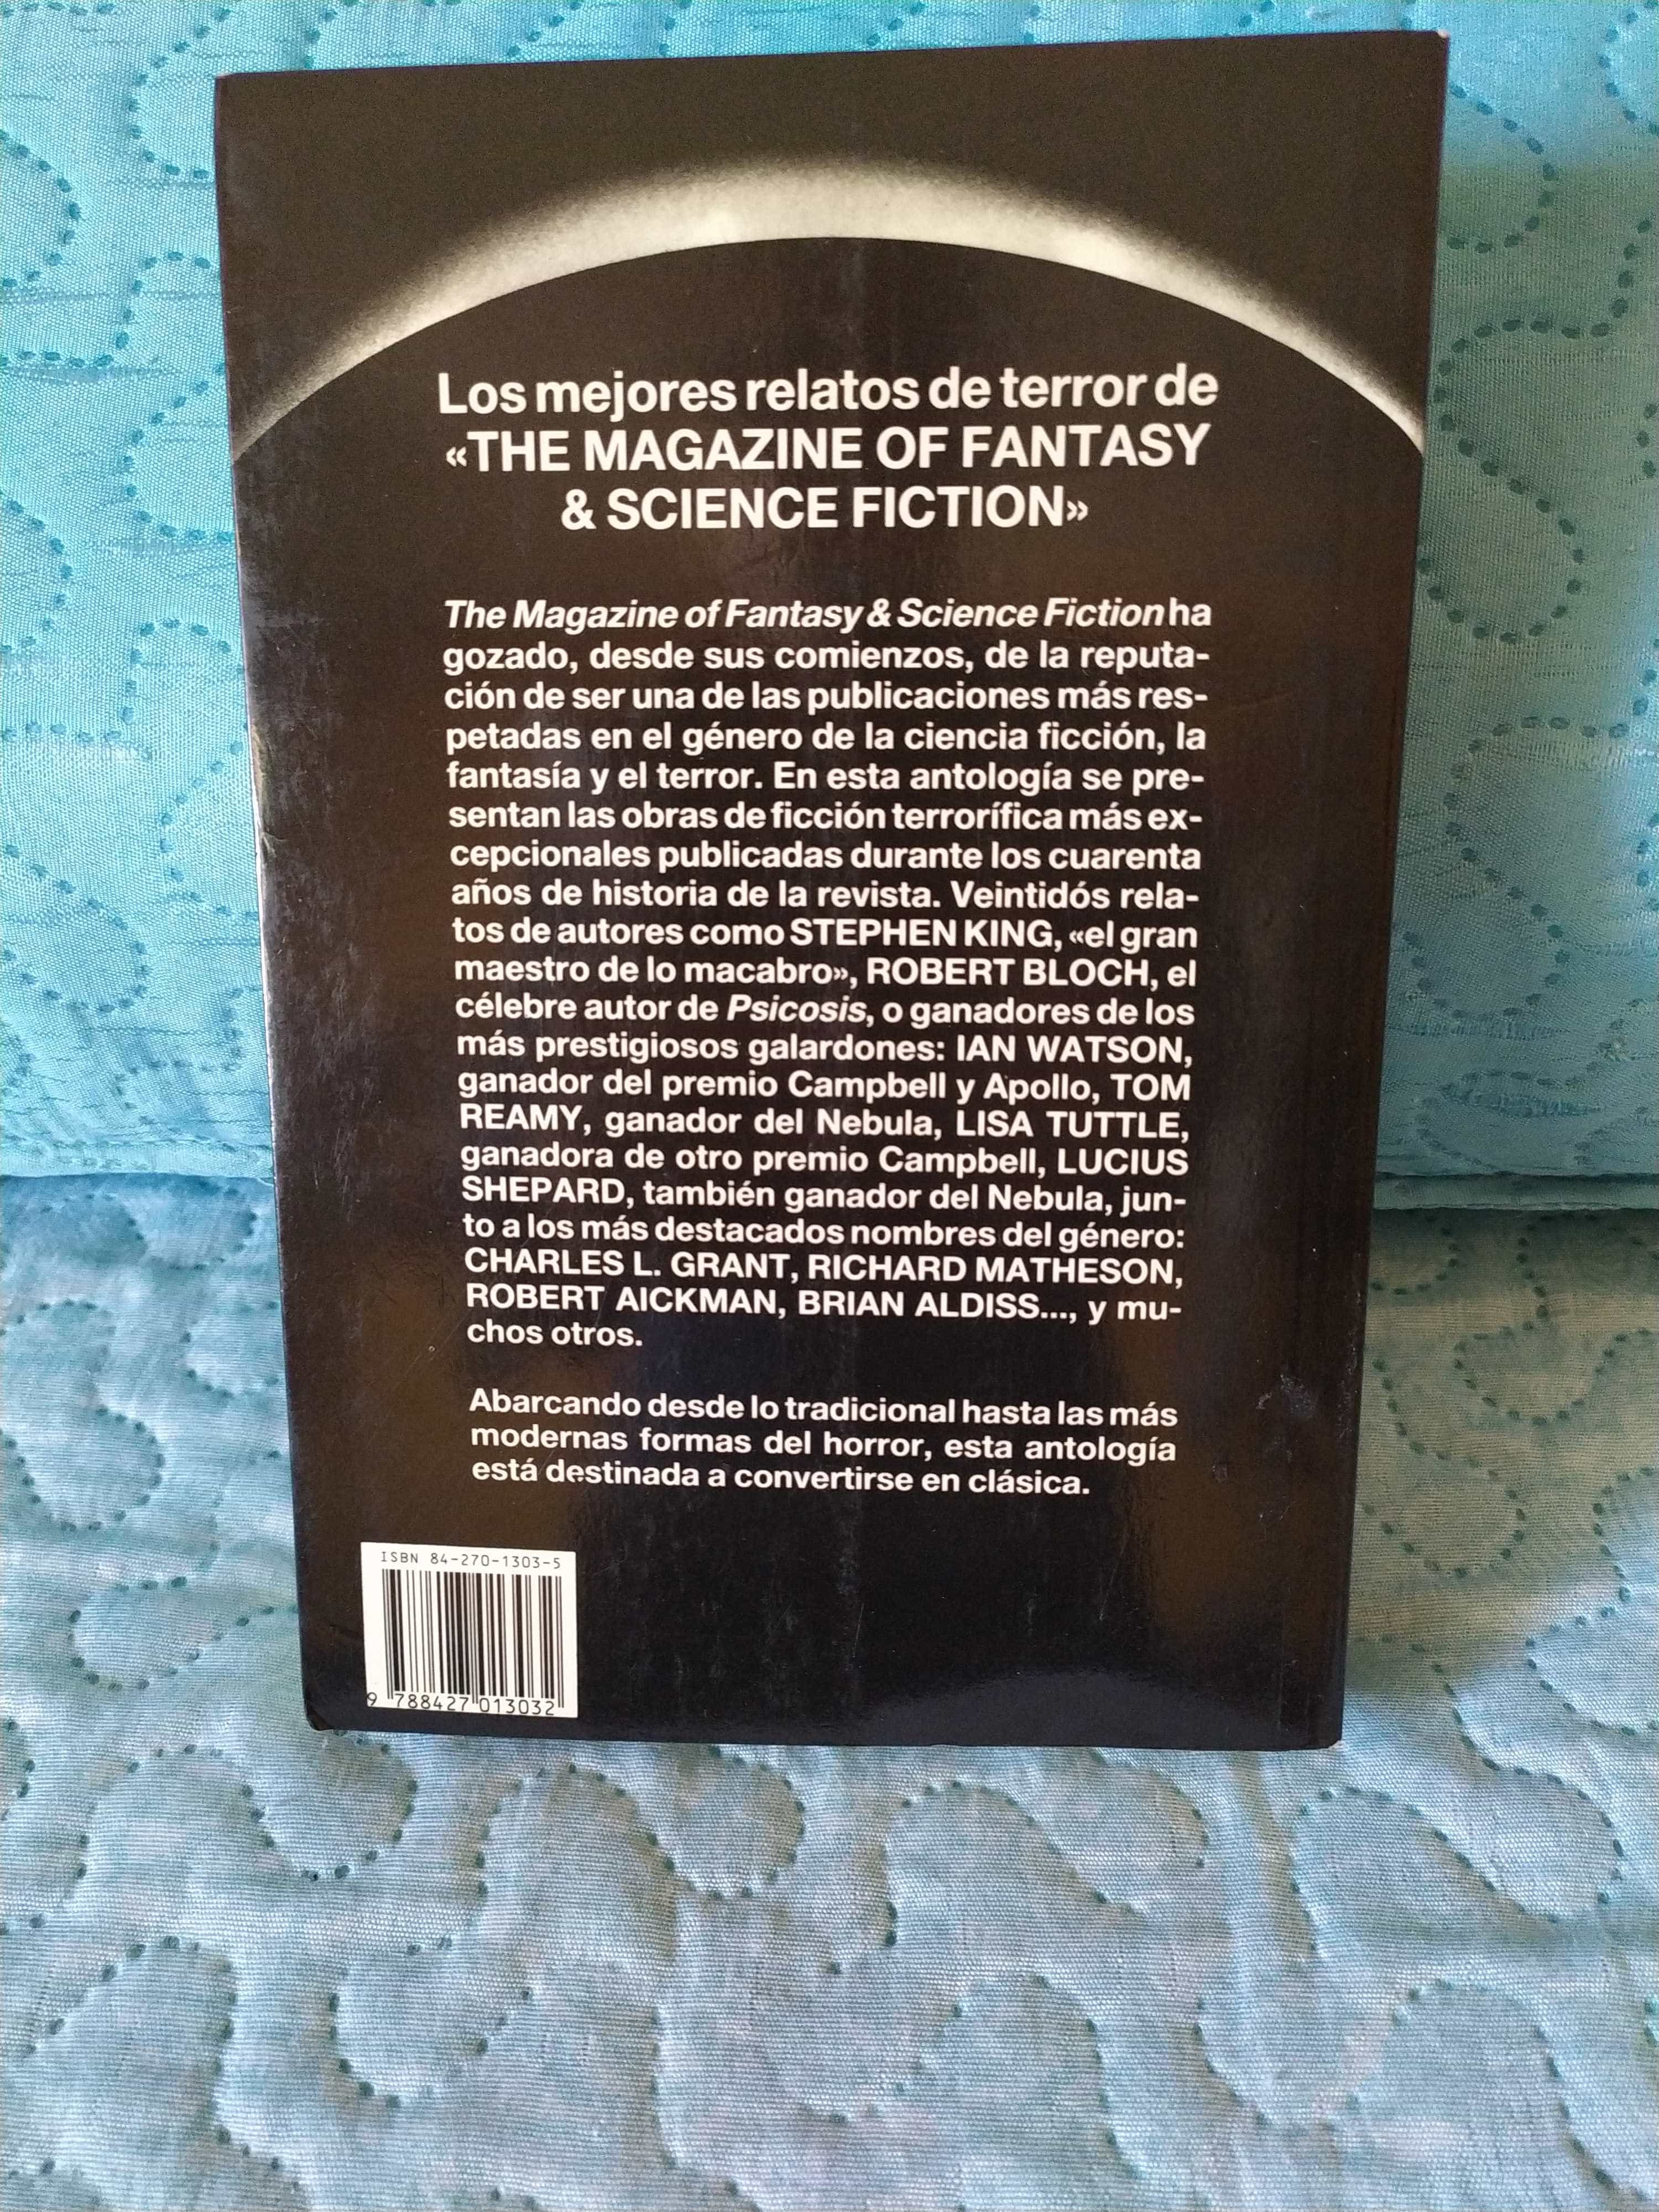 Los mejores relatos de terror de
«THE MAGAZINE OF FANTASY
& SCIENCE FICTION»
The Magazine of Fantasy & Science Fiction ha
gozado, desde sus comienzos, de la reputa-
ción de ser una de las publicaciones más res-
petadas en el género de la ciencia ficción, la
fantasía y el terror. En esta antología se pre-
sentan las obras de ficción terrorífica más ex-
cepcionales publicadas durante los cuarenta
años de historia de la revista. Veintidós rela-
tos de autores como STEPHEN KING, «el gran
maestro de lo macabro», ROBERT BLOCH, el
célebre autor de Psicosis, o ganadores de los
más prestigiosos galardones: IAN WATSON,
ganador del premio Campbell y Apollo, TOM
REAMY, ganador del Nebula, LISA TUTTLE,
ganadora de otro premio Campbell, LUCIUS
SHEPARD, también ganador del Nebula, jun-
to a los más destacados nombres del género:
CHARLES L. GRANT, RICHARD MATHESON,
ROBERT AICKMAN, BRIAN ALDISS..., y mu-
chos otros.
Abarcando desde lo tradicional hasta las más
modernas formas del horror, esta antología
está destinada a convertirse en clásica.
ISBN 84-270-1303-5
9 788427 013032